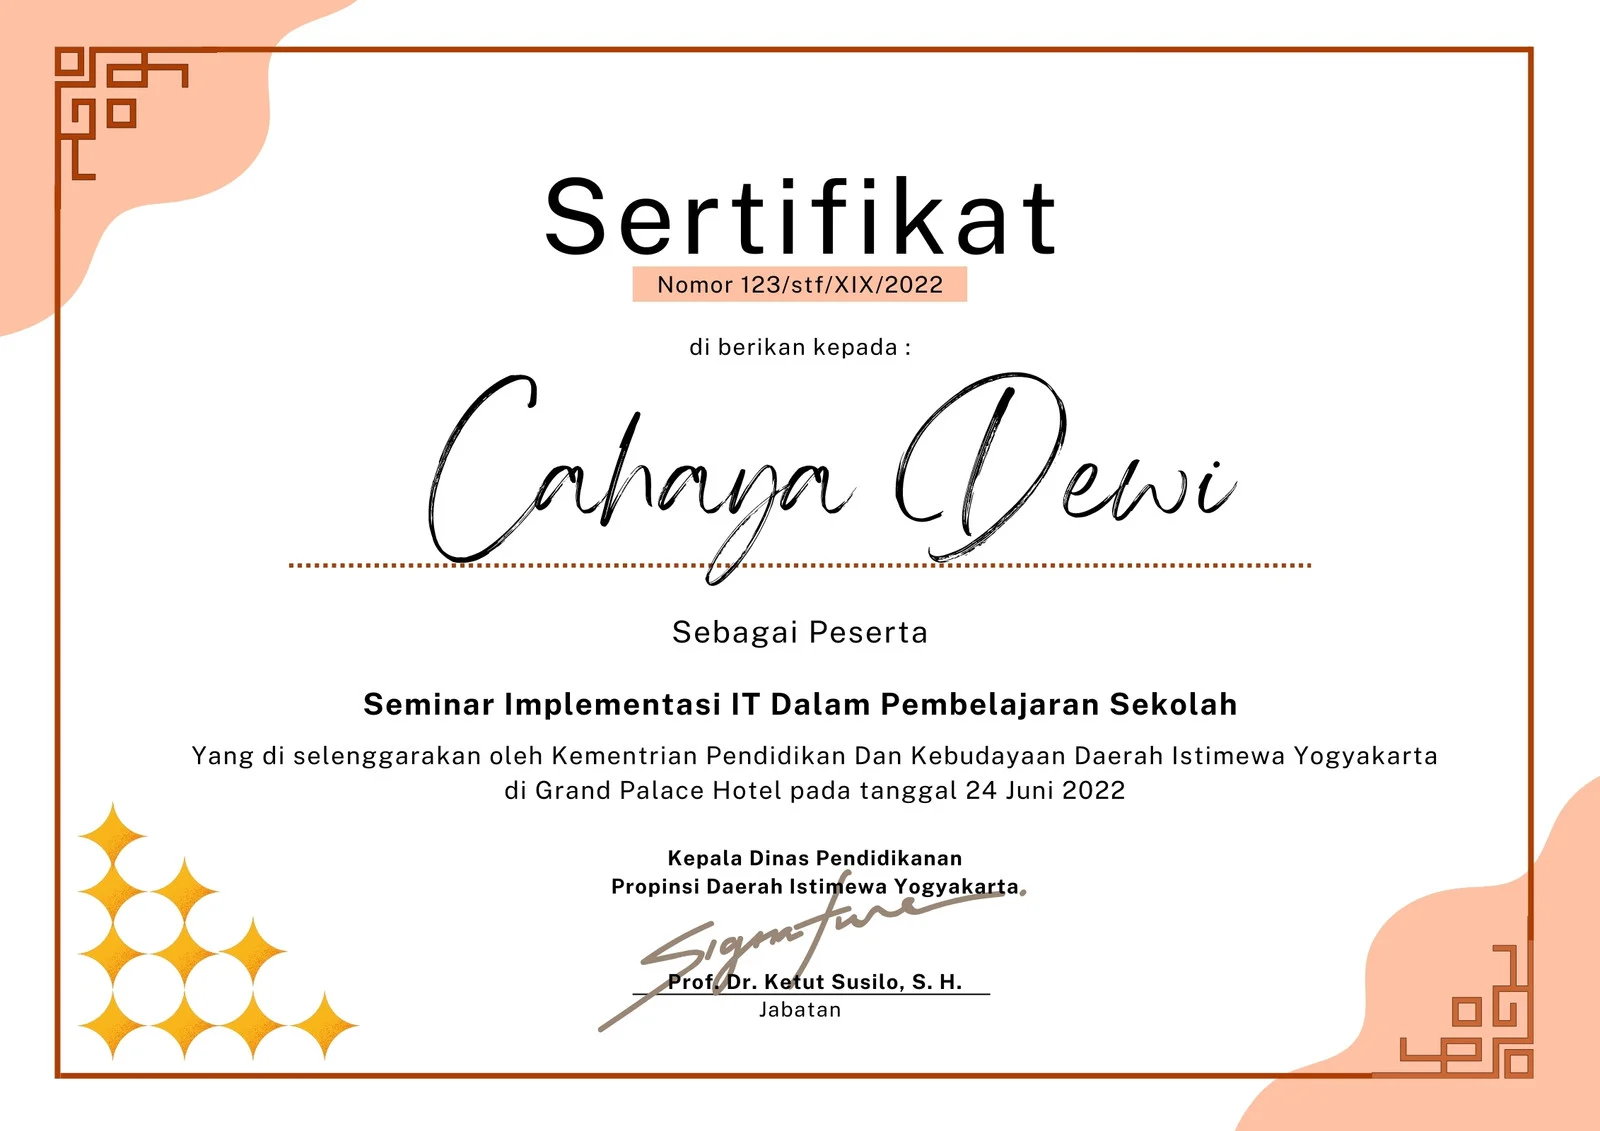 Sertifikat
Nomor 123/stf/XIX/2022
di berikan kepada :
Cahaya Dewi
Sebagai Peserta
Seminar Implementasi IT Dalam Pembelajaran Sekolah
Yang di selenggarakan oleh Kementrian Pendidikan Dan Kebudayaan Daerah Istimewa Yogyakarta
di Grand Palace Hotel pada tanggal 24 Juni 2022
Kepala Dinas Pendidikanan
Propinsi Daerah Istimewa Yogyakarta
Signature
Prof. Dr. Ketut Susilo, S. H.
Jabatan